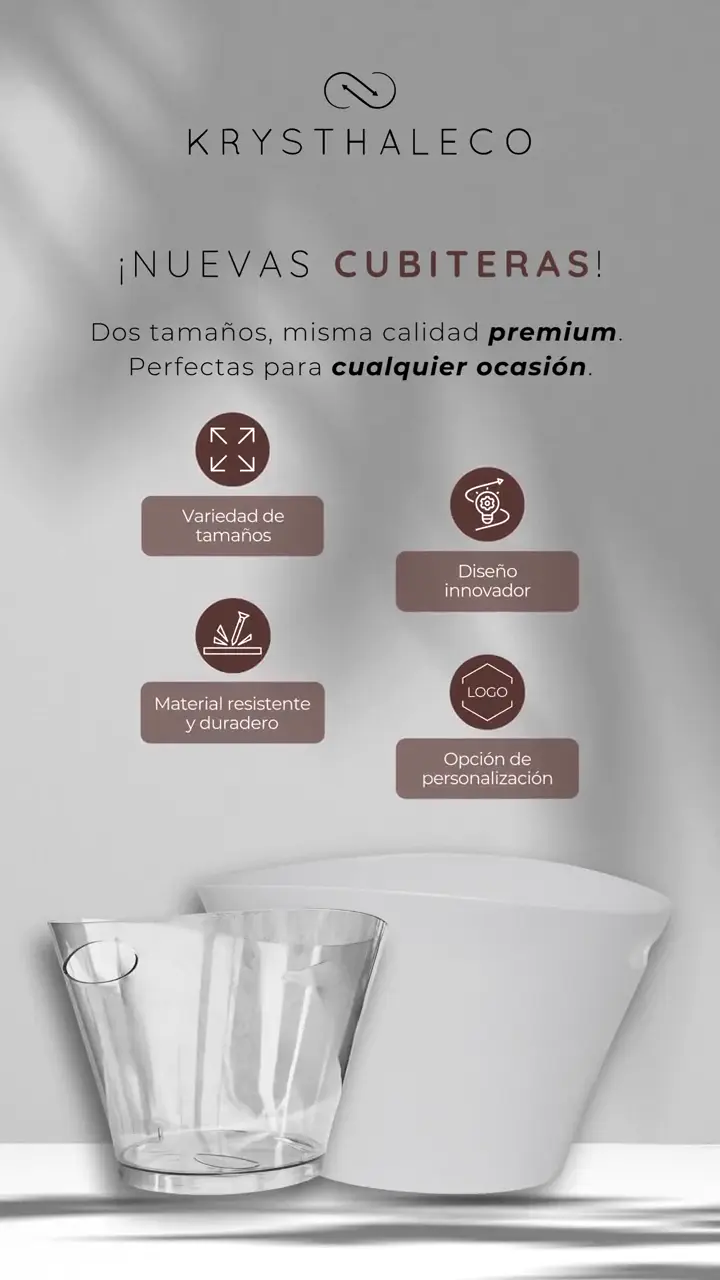 KRYSTHALECO
¡NUEVAS CUBITERAS!
Dos tamaños, misma calidad premium.
Perfectas para cualquier ocasión.
Variedad de
tamaños
Diseño
innovador
Material resistente
y duradero
LOGO
Opción de
personalización